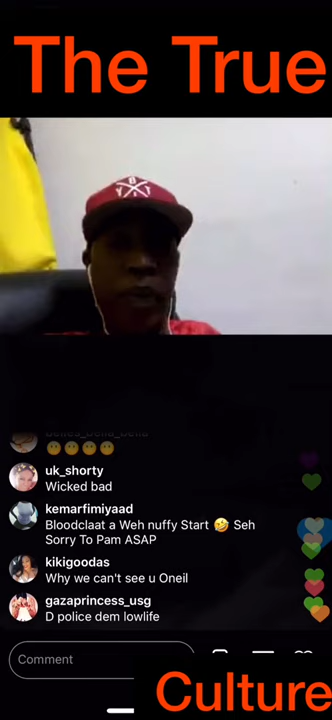 The True
uk_shorty
Wicked bad
kemarfimiyaad
Bloodclaat a Weh nuffy Start 🤣 Seh
Sorry To Pam ASAP
kikigoodas
Why we can't see u Oneil
gazaprincess_usg
D police dem lowlife
Comment
Culture